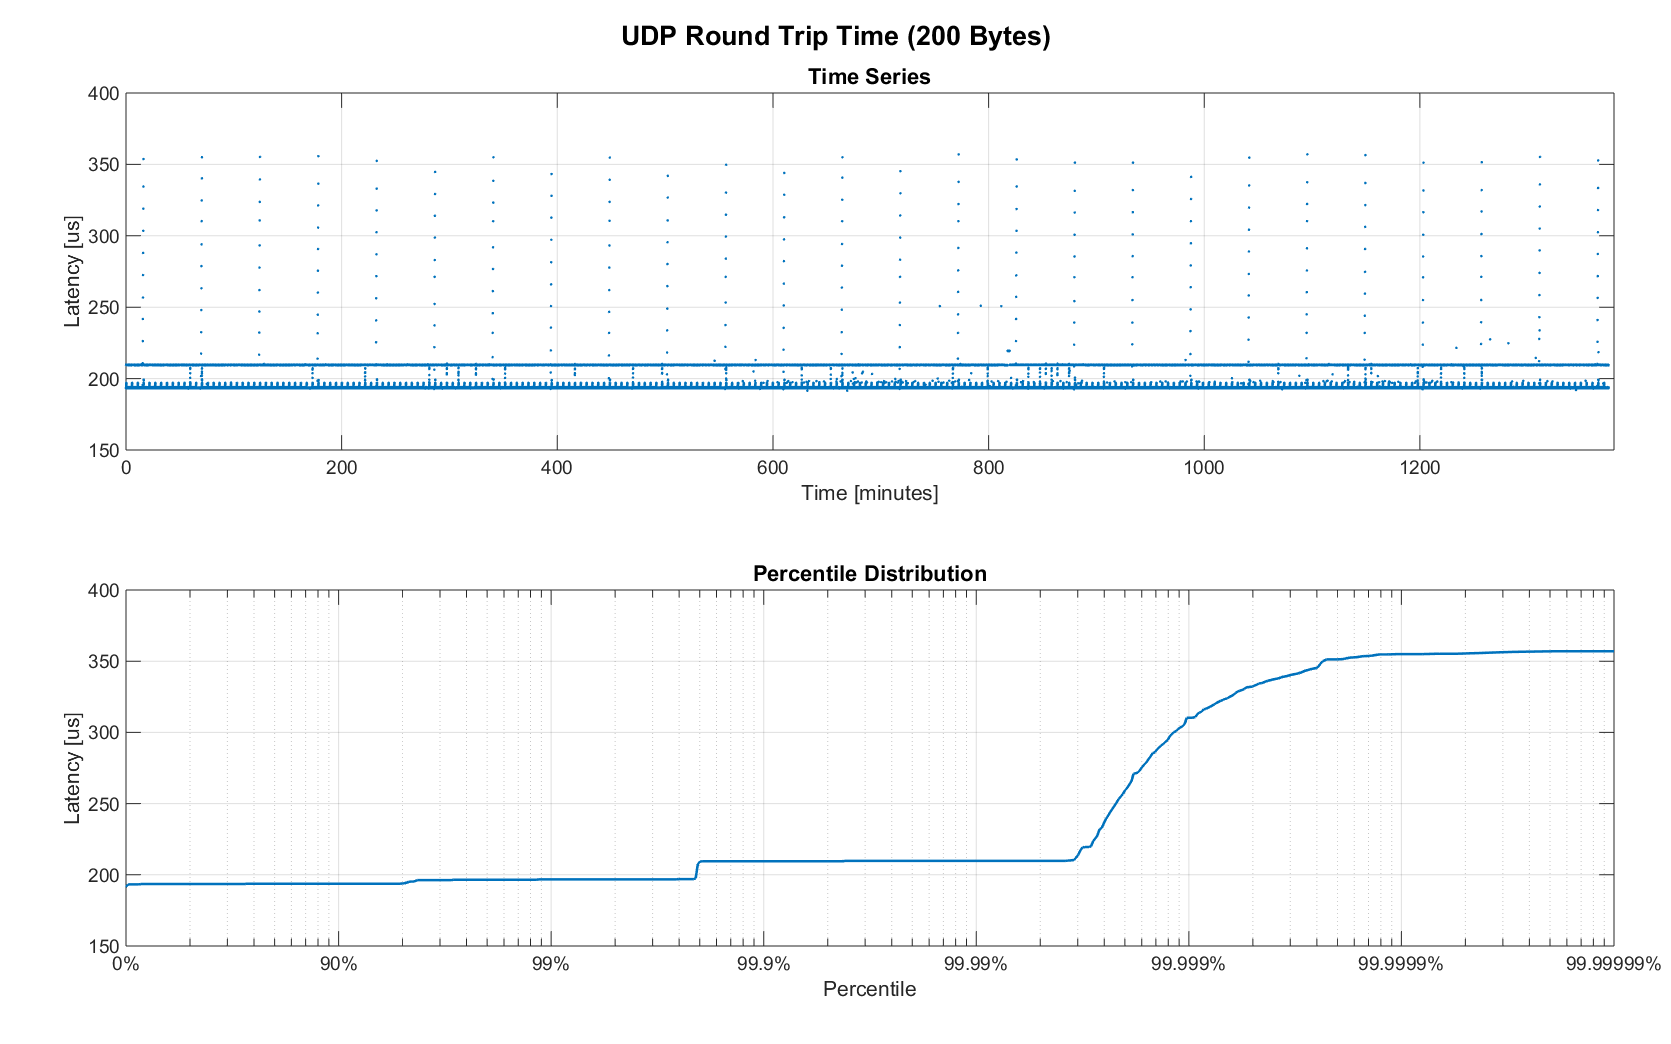 UDP Round Trip Time (200 Bytes)
Time Series
400
350
300
250
200
150
Latency [us]
0 200 400 600 800 1000 1200
Time [minutes]
Percentile Distribution
400
350
300
250
200
150
Latency [us]
0% 90% 99% 99.9% 99.99% 99.999% 99.9999% 99.99999%
Percentile